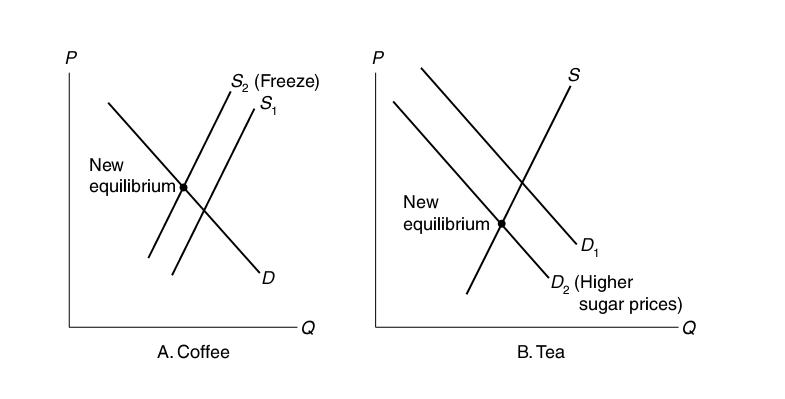 P
S2 (Freeze)
S1
New
equilibrium
D
Q
A. Coffee
P
S
New
equilibrium
D1
D2 (Higher
sugar prices)
Q
B. Tea